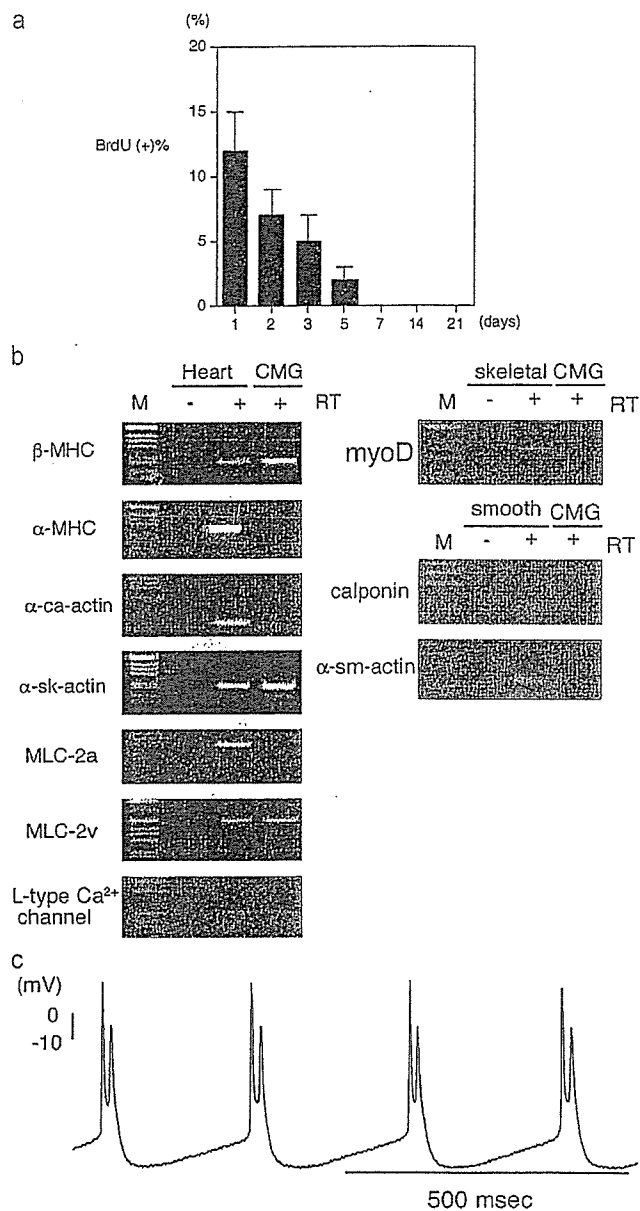 a
(%)
20
15
BrdU (+)%
10
5
0
1 2 3 5 7 14 21 (days)
b
Heart CMG
M - + + RT
β-MHC
α-MHC
α-ca-actin
α-sk-actin
MLC-2a
MLC-2v
L-type Ca²⁺
channel
skeletal CMG
M - + + RT
myoD
smooth CMG
M - + + RT
calponin
α-sm-actin
c
(mV)
0
-10
500 msec